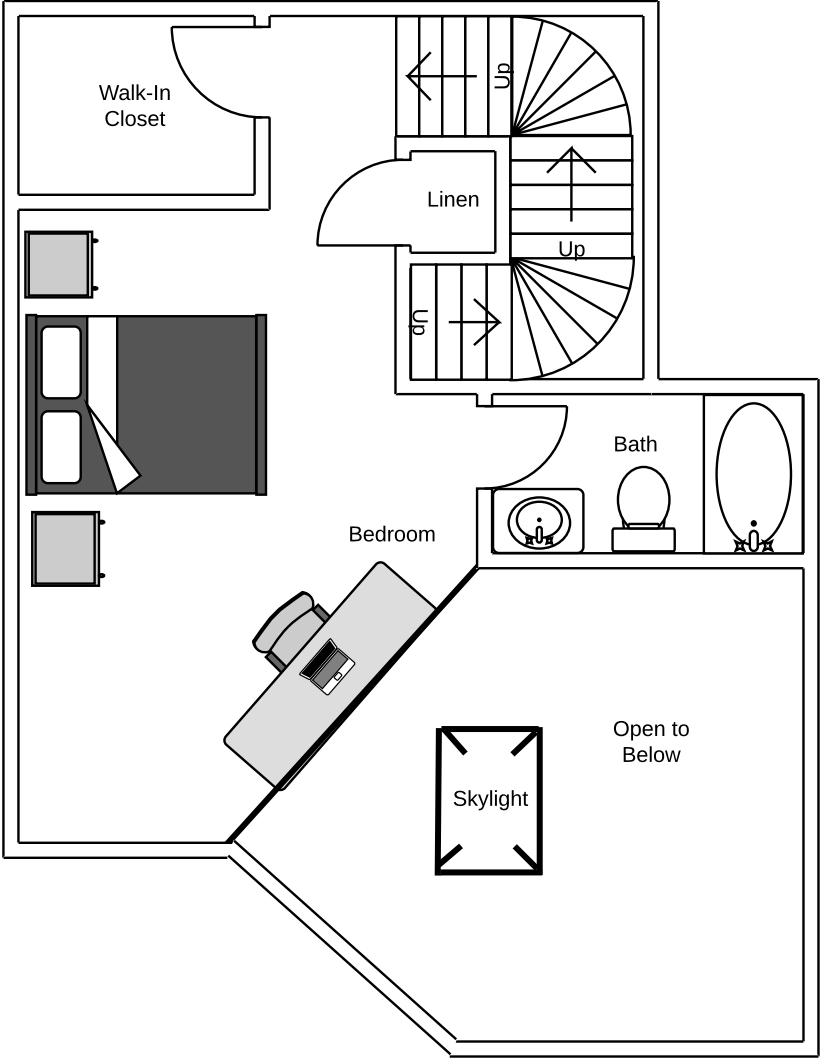 Walk-In
Closet
Up
Linen
Up
Up
Bath
Bedroom
Open to
Below
Skylight